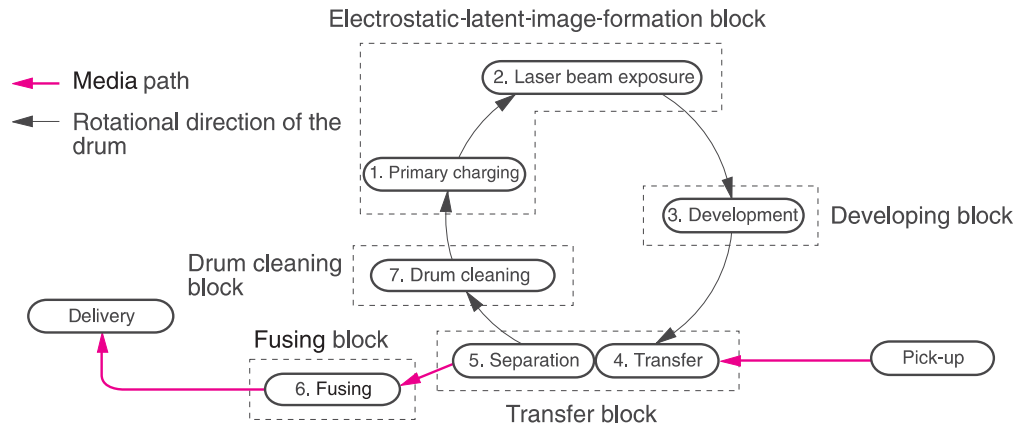 Electrostatic-latent-image-formation block
2. Laser beam exposure
Media path
Rotational direction of the
drum
1. Primary charging
3. Development
Developing block
Drum cleaning
block
7. Drum cleaning
Delivery
Fusing block
5. Separation
4. Transfer
Pick-up
6. Fusing
Transfer block